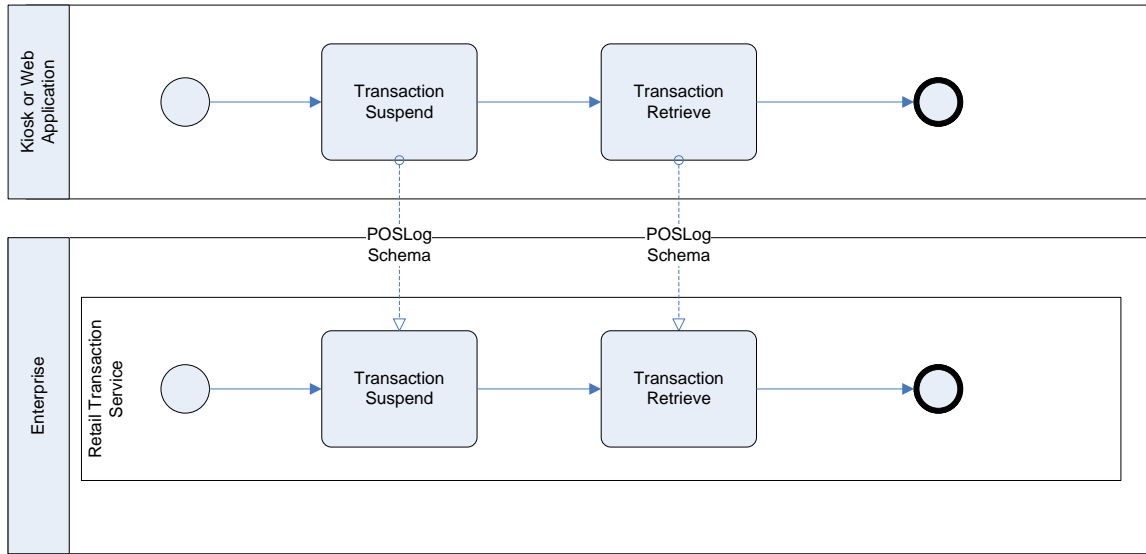 Kiosk or Web
Application
Transaction
Suspend
Transaction
Retrieve
POSLog
Schema
POSLog
Schema
Enterprise
Retail Transaction
Service
Transaction
Suspend
Transaction
Retrieve